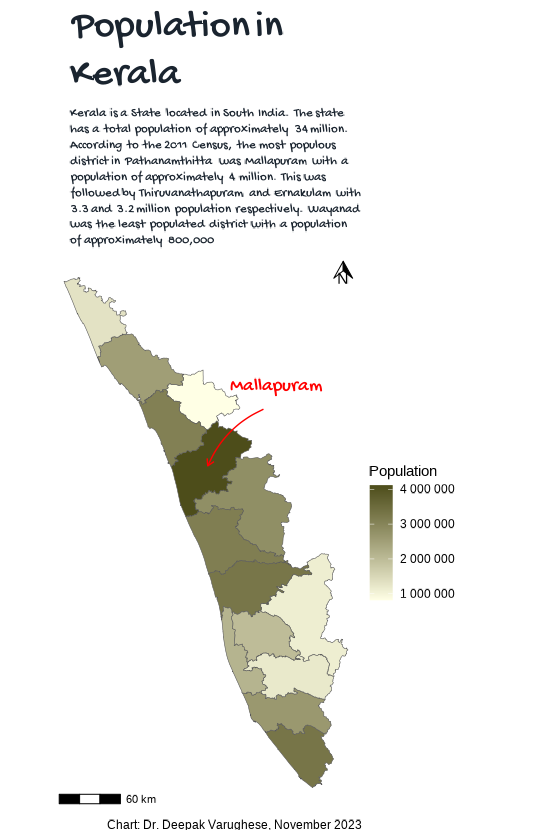 Population in
Kerala
Kerala is a State located in South India. The state
has a total population of approximately 34 million.
According to the 2011 Census, the most populous
district in Pathanamthitta was Mallapuram with a
population of approximately 4 million. This was
followed by Thiruvanathapuram and Ernakulam with
3.3 and 3.2 million population respectively. Wayanad
was the least populated district with a population
of approximately 800,000
N
Mallapuram
Population
4 000 000
3 000 000
2 000 000
1 000 000
60 km
Chart: Dr. Deepak Varughese, November 2023